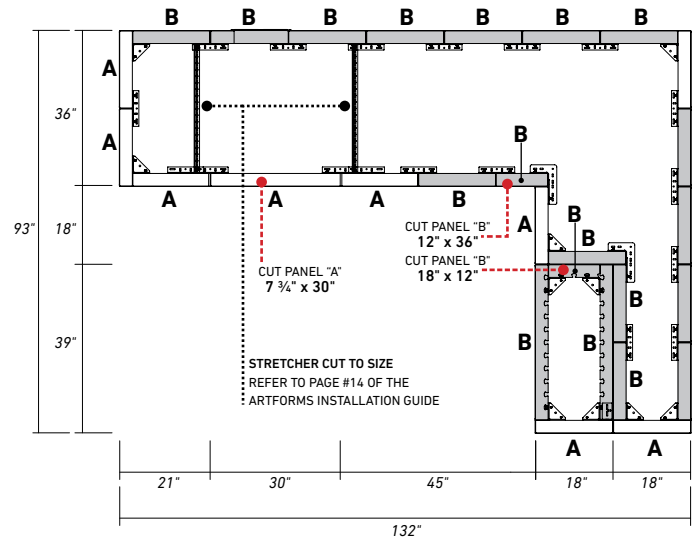 B B B B B B B
A
36"
A
B
A A A B
93" 18"
A
B
CUT PANEL "B"
12" x 36"
B
CUT PANEL "B"
18" x 12"
CUT PANEL "A"
7 ¾" x 30"
B
39"
B B
STRETCHER CUT TO SIZE
REFER TO PAGE #14 OF THE
ARTFORMS INSTALLATION GUIDE
B
A A
21" 30" 45" 18" 18"
132"